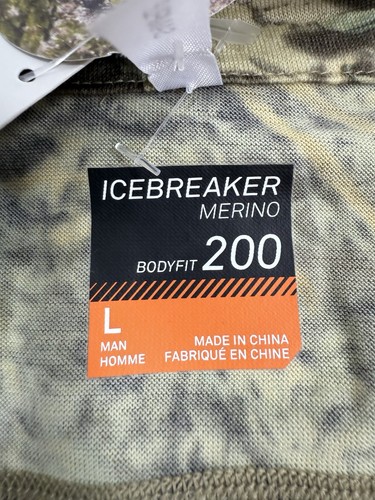 ICEBREAKER
MERINO
BODYFIT 200
L
MAN
HOMME
MADE IN CHINA
FABRIQUÉ EN CHINE